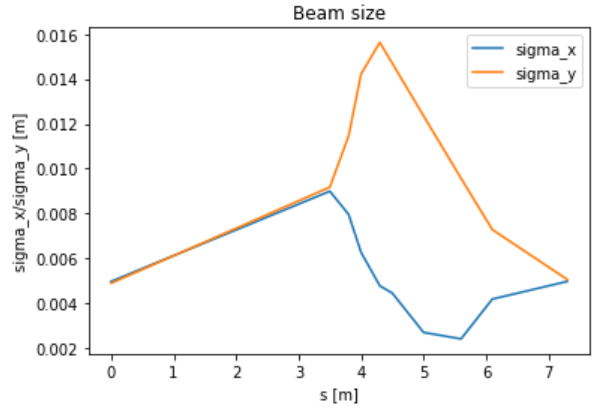 Beam size
sigma_x
sigma_y
sigma_x/sigma_y [m]
0.016
0.014
0.012
0.010
0.008
0.006
0.004
0.002
0 1 2 3 4 5 6 7
s [m]